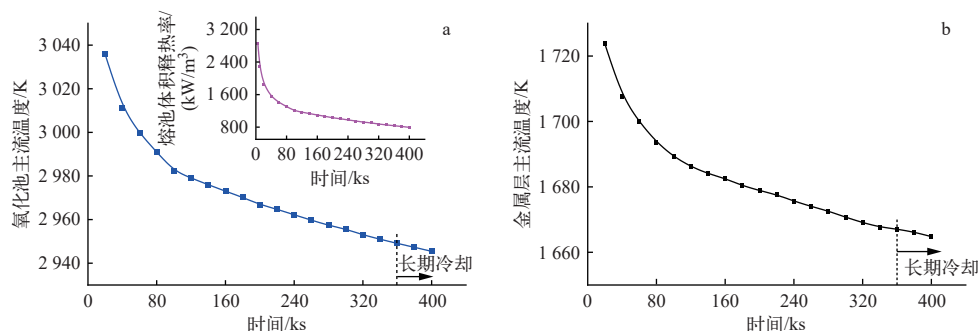 a
3 040
3 020
3 000
2 980
2 960
2 940
氧化池主流温度/K
0
80
160
240
320
400
时间/ks
长期冷却
熔池体积释热率/
(kW/m³)
3 200
2 400
1 600
800
0
80
160
240
320
400
时间/ks
b
1 720
1 700
1 680
1 660
金属层主流温度/K
0
80
160
240
320
400
时间/ks
长期冷却